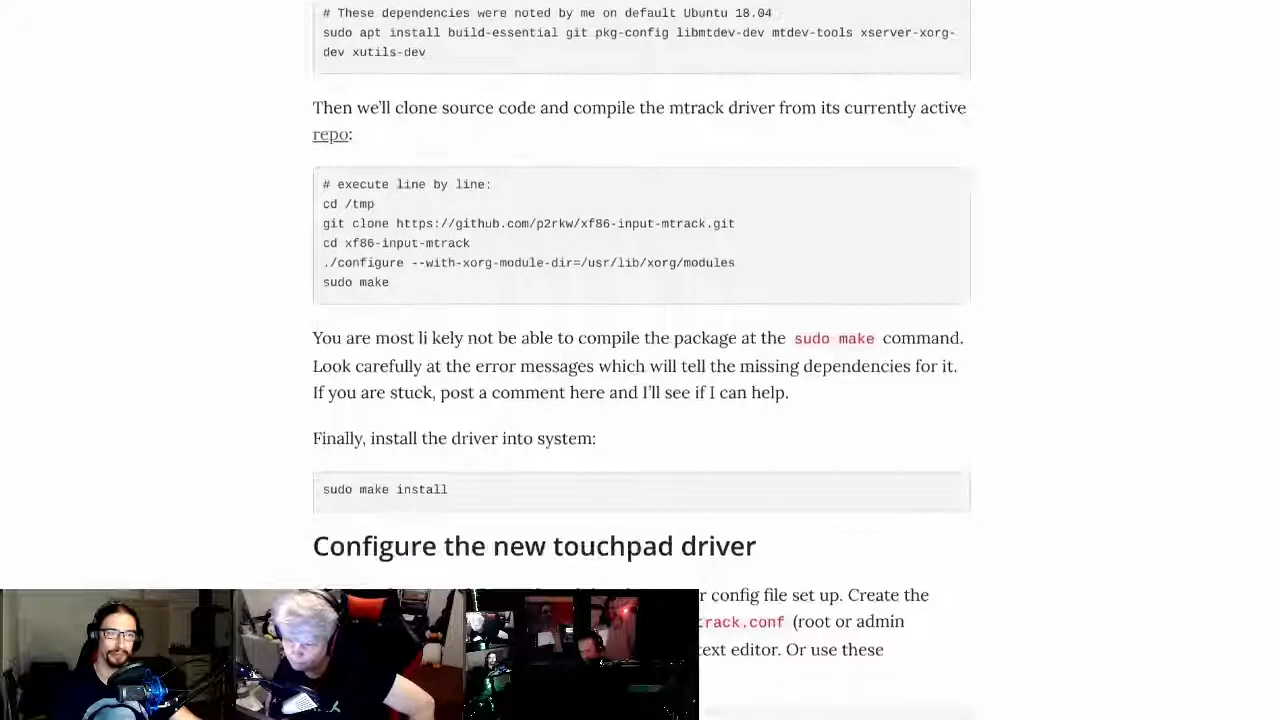 # These dependencies were noted by me on default Ubuntu 18.04
sudo apt install build-essential git pkg-config libmtdev-dev mtdev-tools xserver-xorg-
dev xutils-dev
Then we'll clone source code and compile the mtrack driver from its currently active
repo:
# execute line by line:
cd /tmp
git clone https://github.com/p2rkw/xf86-input-mtrack.git
cd xf86-input-mtrack
./configure --with-xorg-module-dir=/usr/lib/xorg/modules
sudo make
You are most li kely not be able to compile the package at the sudo make command.
Look carefully at the error messages which will tell the missing dependencies for it.
If you are stuck, post a comment here and I'll see if I can help.
Finally, install the driver into system:
sudo make install
Configure the new touchpad driver
r config file set up. Create the
track.conf (root or admin
text editor. Or use these